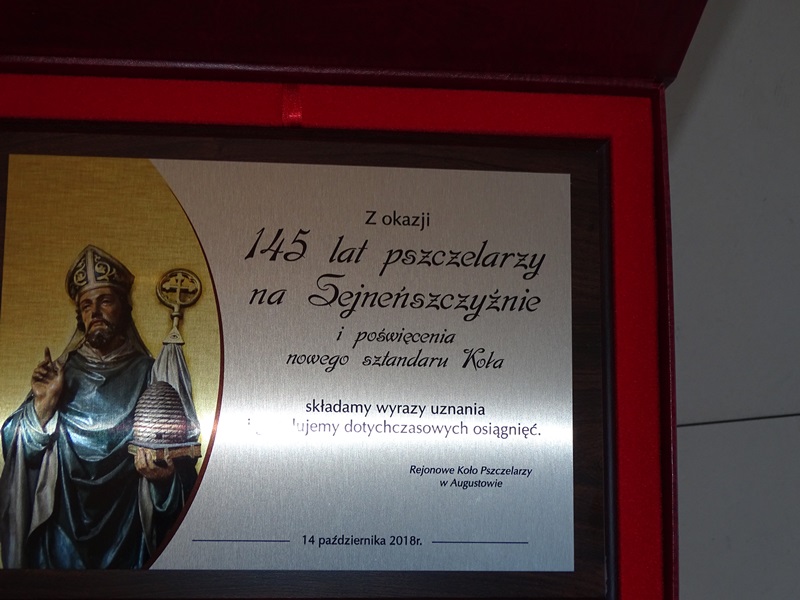 Z okazji
145 lat pszczelarzy
na Sejneńszczyźnie
i poświęcenia
nowego sztandaru Koła
składamy wyrazy uznania
dotychczasowych osiągnięć.
Rejonowe Koło Pszczelarzy
w Augustowie
14 października 2018r.